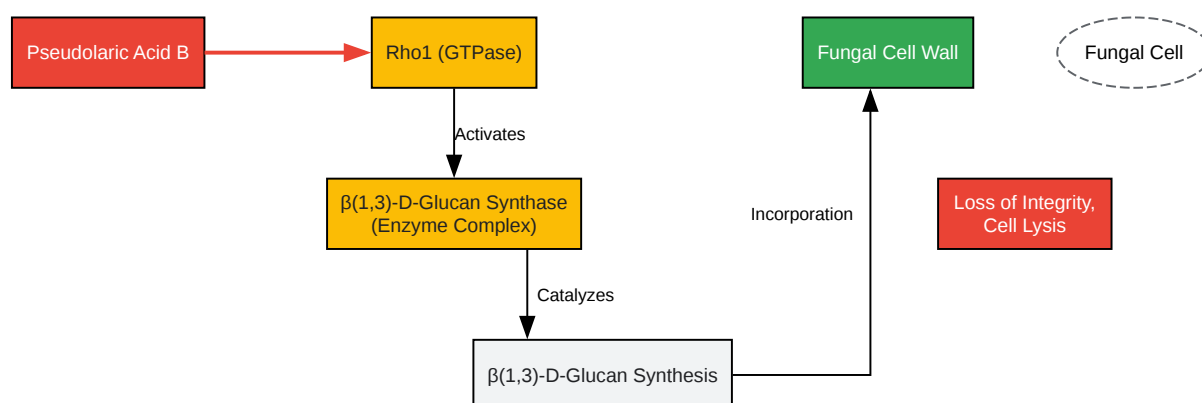 Pseudolaric Acid B
Rho1 (GTPase)
Fungal Cell Wall
Fungal Cell
Activates
β(1,3)-D-Glucan Synthase
(Enzyme Complex)
Incorporation
Loss of Integrity,
Cell Lysis
Catalyzes
β(1,3)-D-Glucan Synthesis